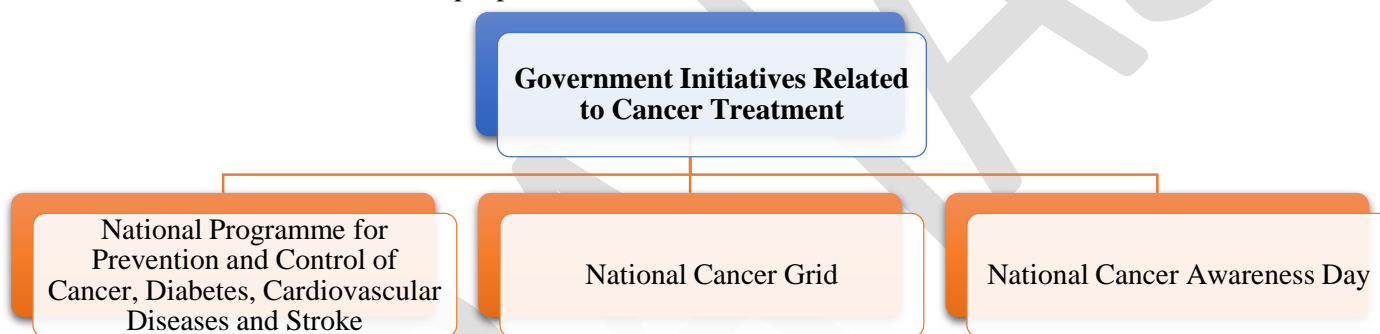 Government Initiatives Related
to Cancer Treatment
National Programme for
Prevention and Control of
Cancer, Diabetes, Cardiovascular
Diseases and Stroke
National Cancer Grid
National Cancer Awareness Day